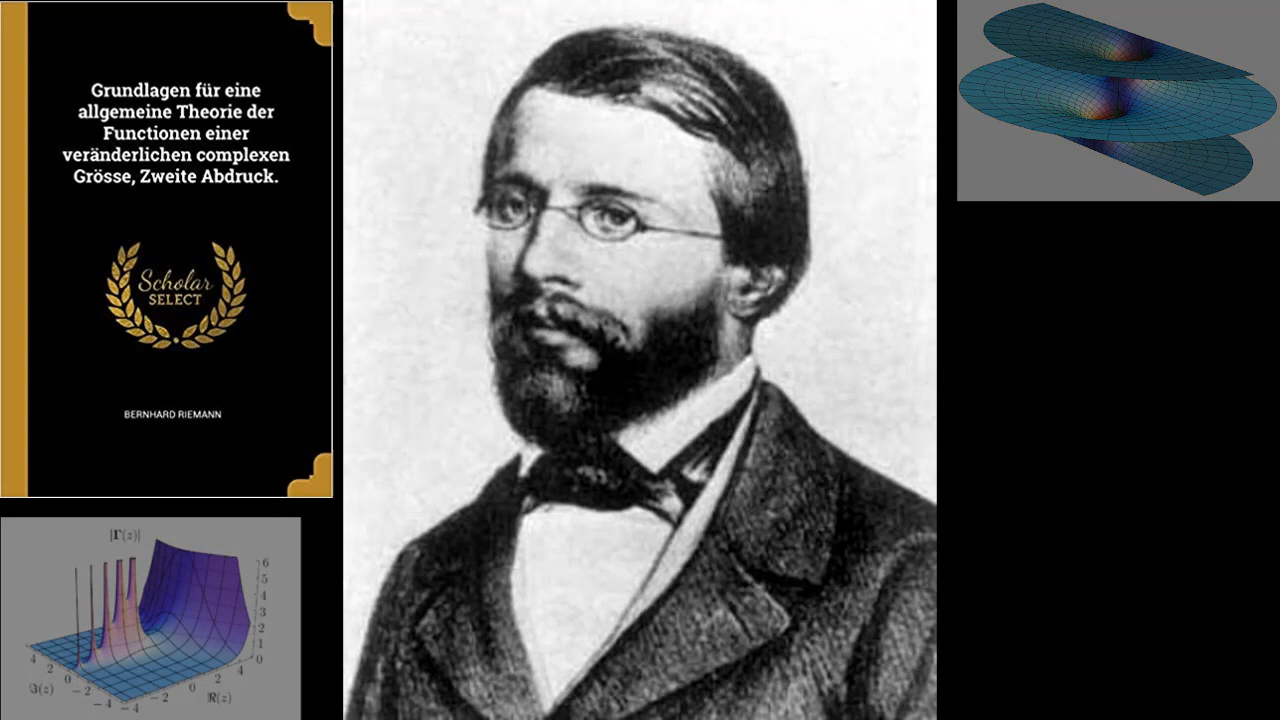 Grundlagen für eine
allgemeine Theorie der
Functionen einer
veränderlichen complexen
Grösse, Zweite Abdruck.
Scholar
SELECT
BERNHARD RIEMANN
|Γ(z)|
6
5
4
3
2
1
0
4
2
0
−2
−4
ℑ(z)
−4
−2
0
2
4
ℜ(z)